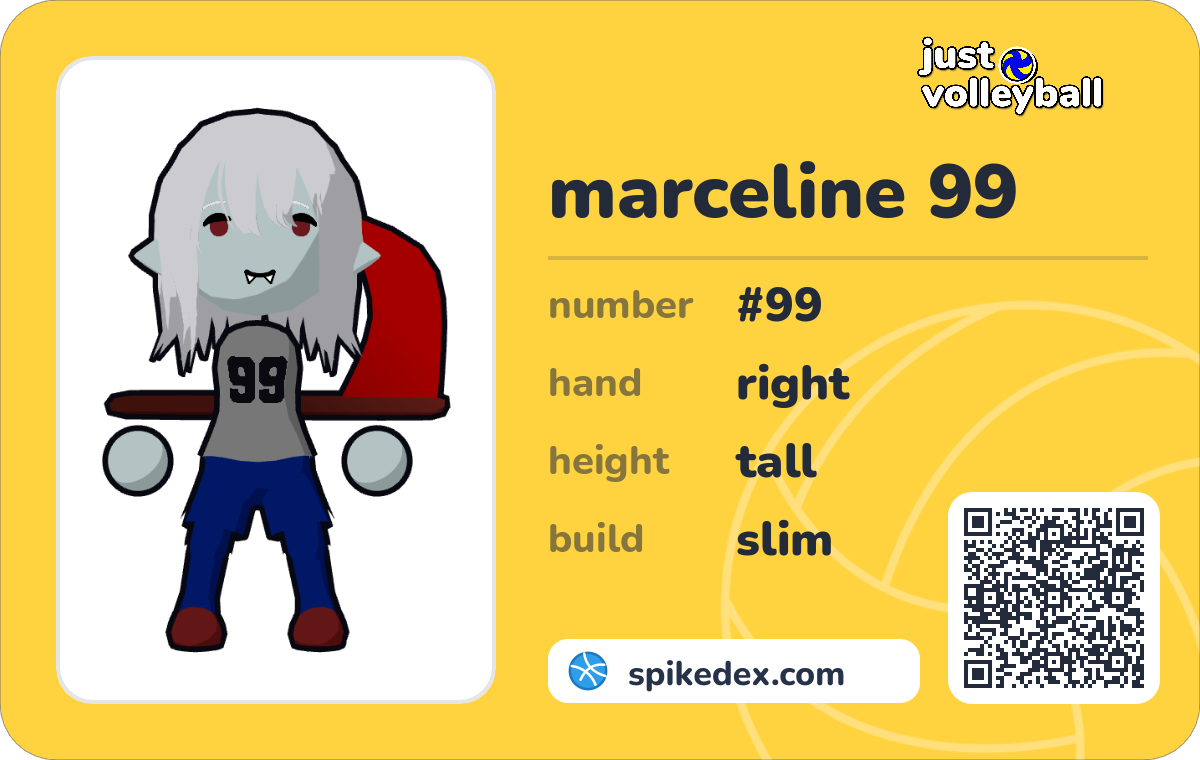 just
volleyball
marceline 99
number #99
hand right
height tall
build slim
99
spikedex.com